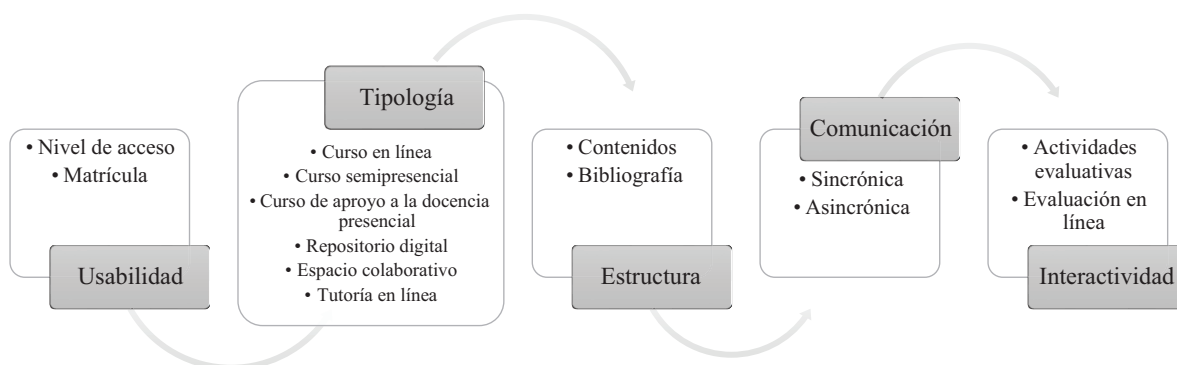 • Nivel de acceso
• Matrícula
Usabilidad
Tipología
• Curso en línea
• Curso semipresencial
• Curso de apoyo a la docencia
presencial
• Repositorio digital
• Espacio colaborativo
• Tutoría en línea
• Contenidos
• Bibliografía
Estructura
Comunicación
• Sincrónica
• Asincrónica
• Actividades
evaluativas
• Evaluación en
línea
Interactividad